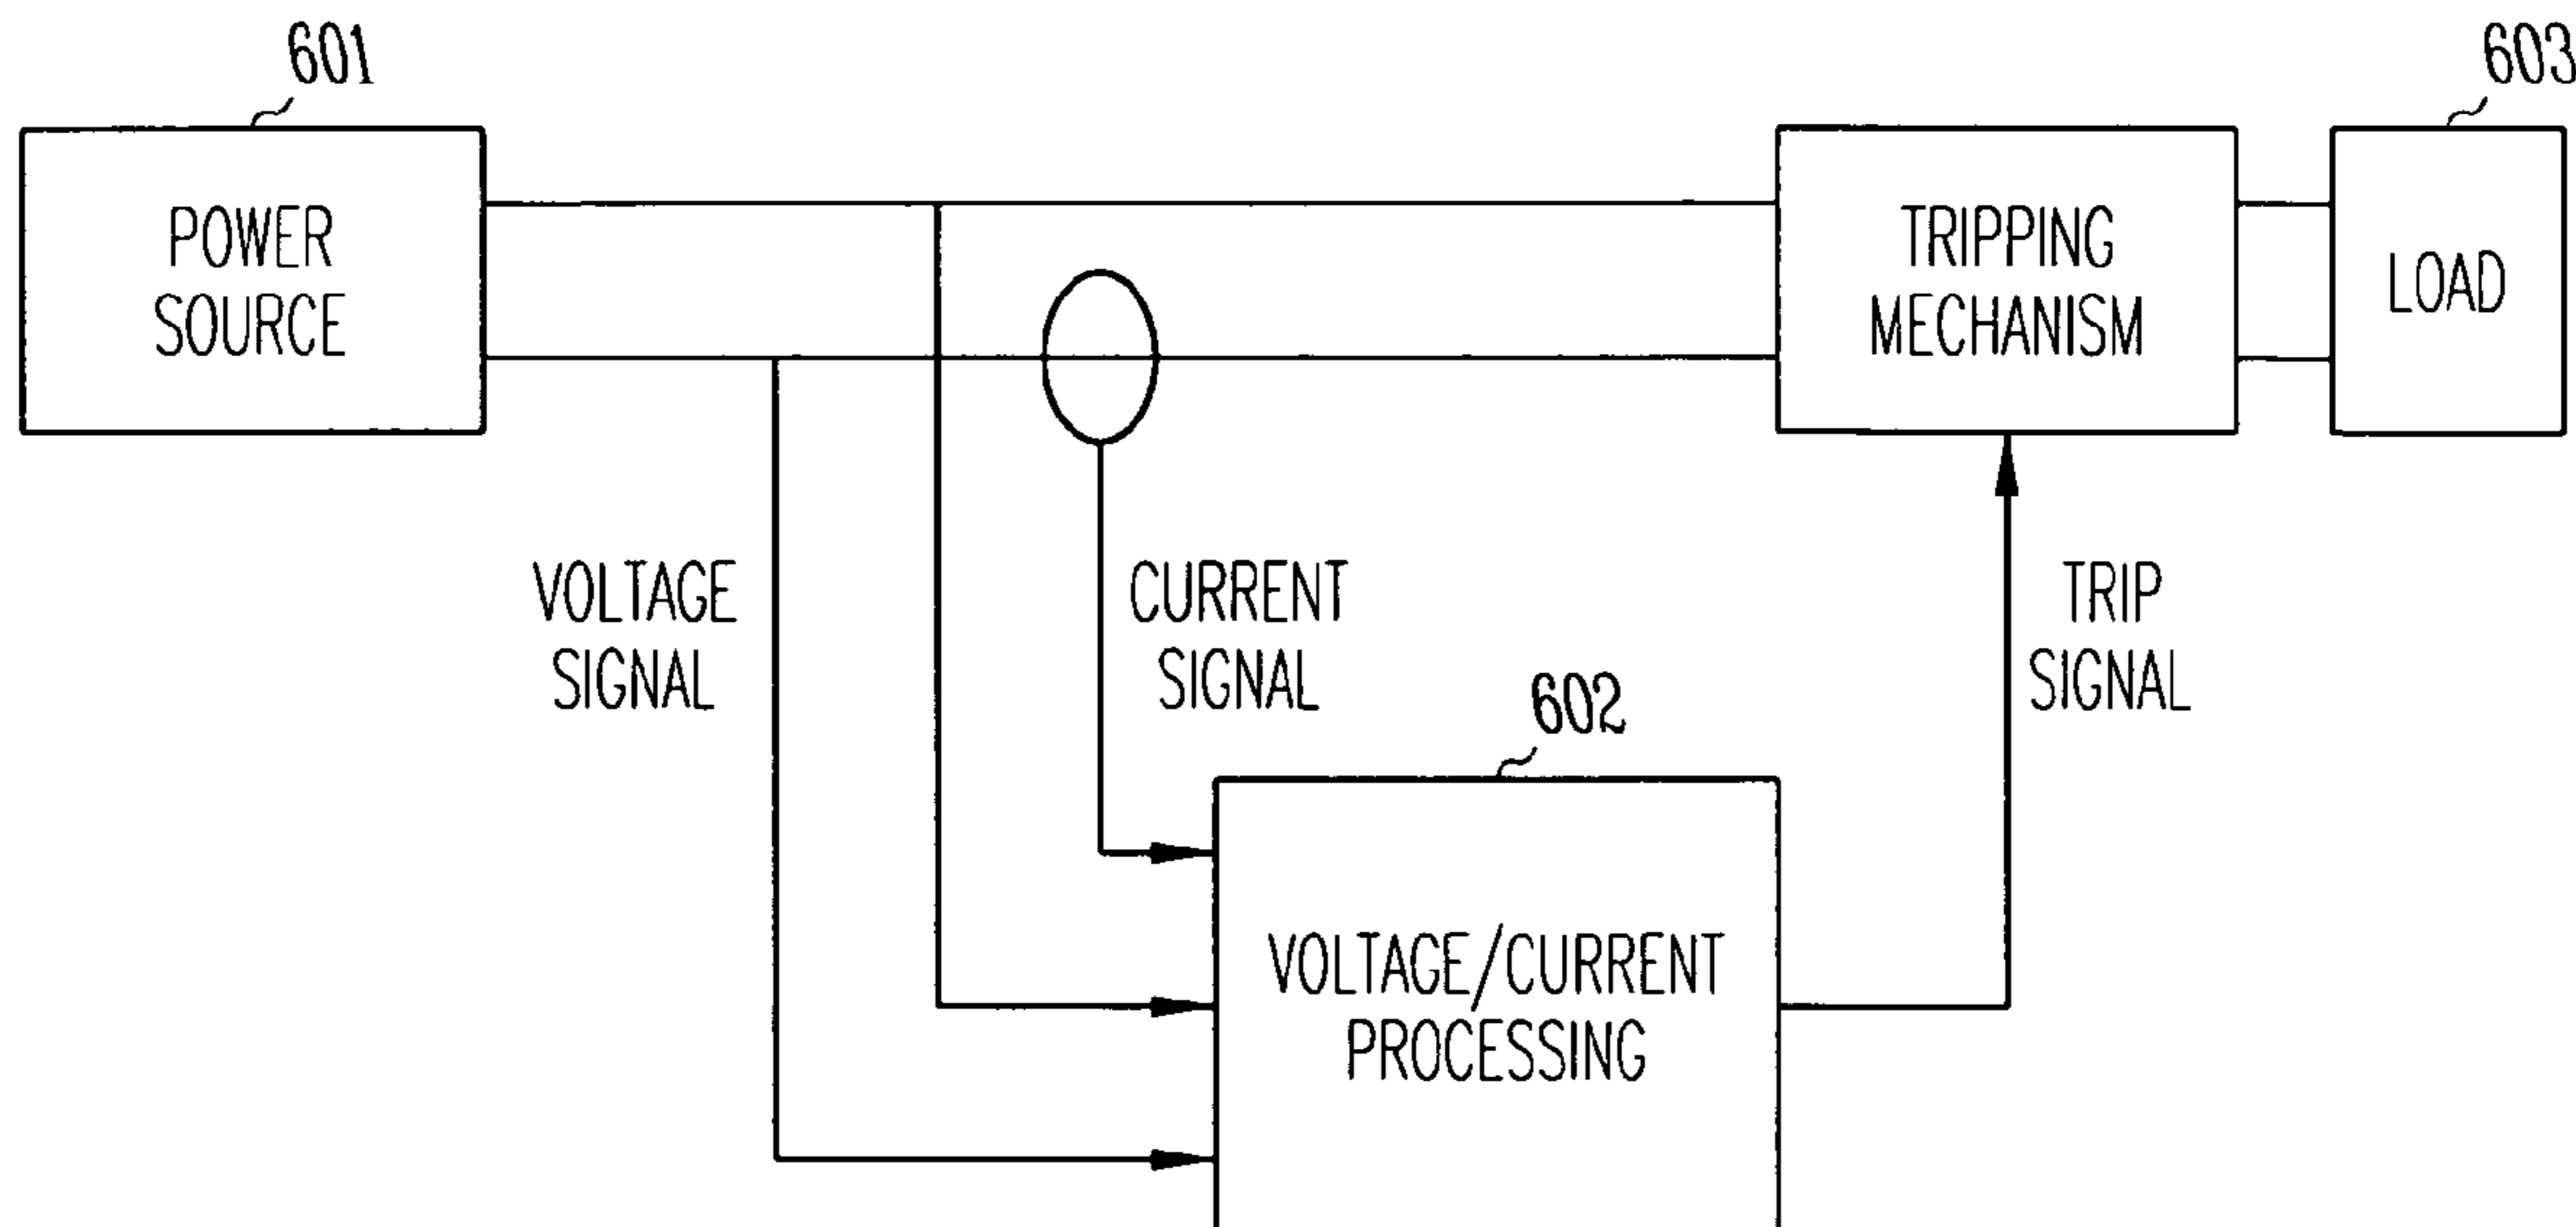 601
603
POWER
SOURCE
TRIPPING
MECHANISM
LOAD
VOLTAGE
SIGNAL
CURRENT
SIGNAL
TRIP
SIGNAL
602
VOLTAGE/CURRENT
PROCESSING